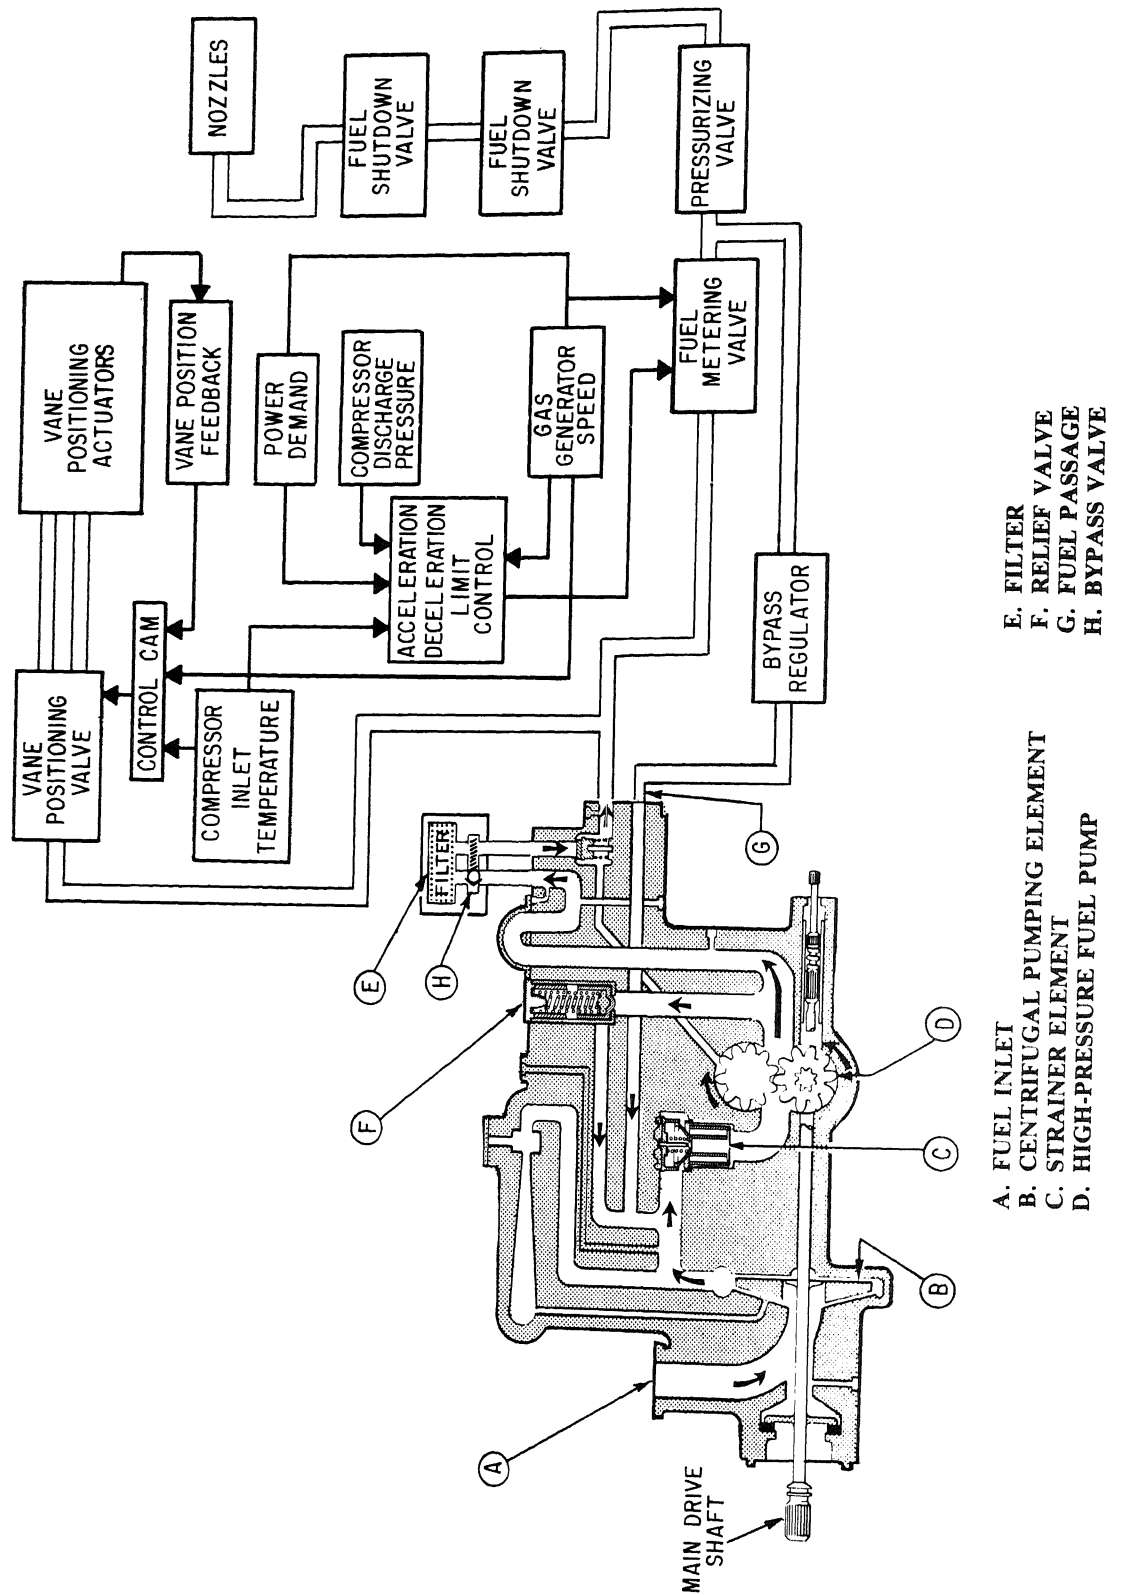 NOZZLES
FUEL
SHUTDOWN
VALVE
FUEL
SHUTDOWN
VALVE
PRESSURIZING
VALVE
VANE
POSITIONING
ACTUATORS
VANE POSITION
FEEDBACK
POWER
DEMAND
COMPRESSOR
DISCHARGE
PRESSURE
GAS
GENERATOR
SPEED
FUEL
METERING
VALVE
VANE
POSITIONING
VALVE
CONTROL CAM
COMPRESSOR
INLET
TEMPERATURE
ACCELERATION
DECELERATION
LIMIT
CONTROL
BYPASS
REGULATOR
FILTER
E
H
G
F
D
C
B
A
MAIN DRIVE
SHAFT
A. FUEL INLET
B. CENTRIFUGAL PUMPING ELEMENT
C. STRAINER ELEMENT
D. HIGH-PRESSURE FUEL PUMP
E. FILTER
F. RELIEF VALVE
G. FUEL PASSAGE
H. BYPASS VALVE